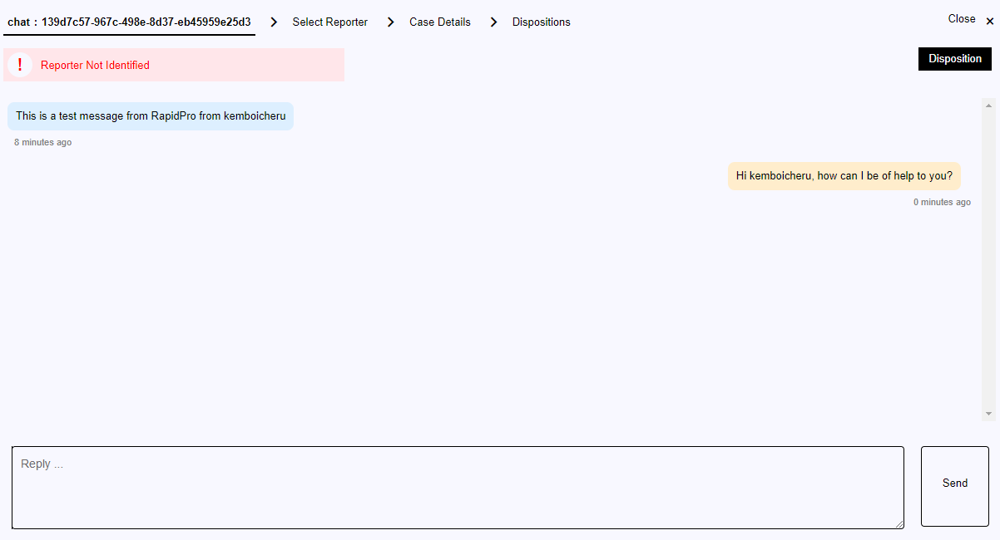 chat : 139d7c57-967c-498e-8d37-eb45959e25d3
Select Reporter
Case Details
Dispositions
Close ×
! Reporter Not Identified
Disposition
This is a test message from RapidPro from kemboicheru
8 minutes ago
Hi kemboicheru, how can I be of help to you?
0 minutes ago
Reply ...
Send